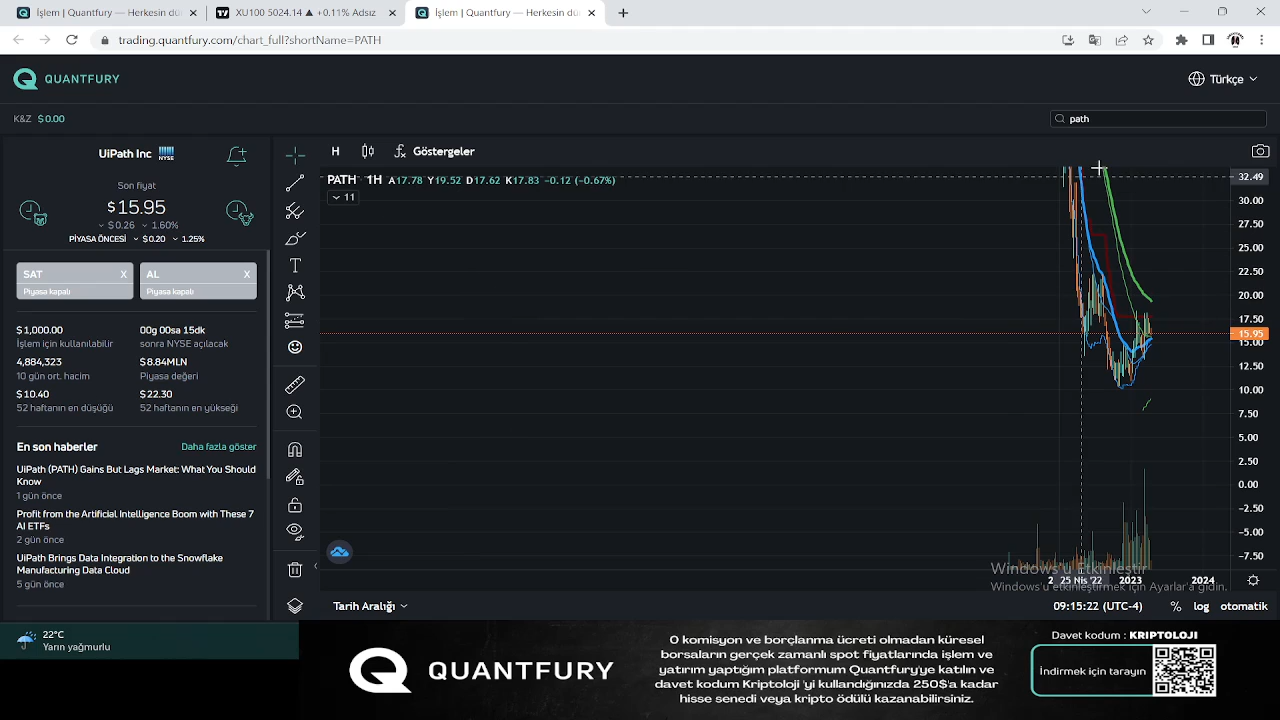 İşlem | Quantfury — Herkesin dü
XU100 5024.14 ▲ +0.11% Adsız
İşlem | Quantfury — Herkesin dü
trading.quantfury.com/chart_full?shortName=PATH
QUANTFURY
Türkçe
K&Z $0.00
path
UiPath Inc NYSE
Son fiyat
$15.95
$0.26 1.60%
PİYASA ÖNCESİ $0.20 1.25%
SAT X
Piyasa kapalı
AL X
Piyasa kapalı
$1,000.00
İşlem için kullanılabilir
00g 00sa 15dk
sonra NYSE açılacak
4,884,323
10 gün ort. hacim
$8.84MLN
Piyasa değeri
$10.40
52 haftanın en düşüğü
$22.30
52 haftanın en yükseği
En son haberler
Daha fazla göster
UiPath (PATH) Gains But Lags Market: What You Should
Know
1 gün önce
Profit from the Artificial Intelligence Boom with These 7
AI ETFs
2 gün önce
UiPath Brings Data Integration to the Snowflake
Manufacturing Data Cloud
5 gün önce
H
Göstergeler
PATH 1H A17.78 Y19.52 D17.62 K17.83 −0.12 (−0.67%)
11
32.49
30.00
27.50
25.00
22.50
20.00
17.50
15.95
15.00
12.50
10.00
7.50
5.00
2.50
0.00
−2.50
−5.00
−7.50
Windows'u Etkinleştir
Windows'u etkinleştirmek için Ayarlar'a gidin.
2 25 Nis '22 2023 2024
Tarih Aralığı
09:15:22 (UTC-4)
% log otomatik
22°C
Yarın yağmurlu
QUANTFURY
0 komisyon ve borçlanma ücreti olmadan küresel
borsaların gerçek zamanlı spot fiyatlarında işlem ve
yatırım yaptığım platformum Quantfury'ye katılın ve
davet kodum Kriptoloji 'yi kullandığınızda 250$'a kadar
hisse senedi veya kripto ödülü kazanabilirsiniz.
Davet kodum : KRIPTOLOJI
İndirmek için tarayın